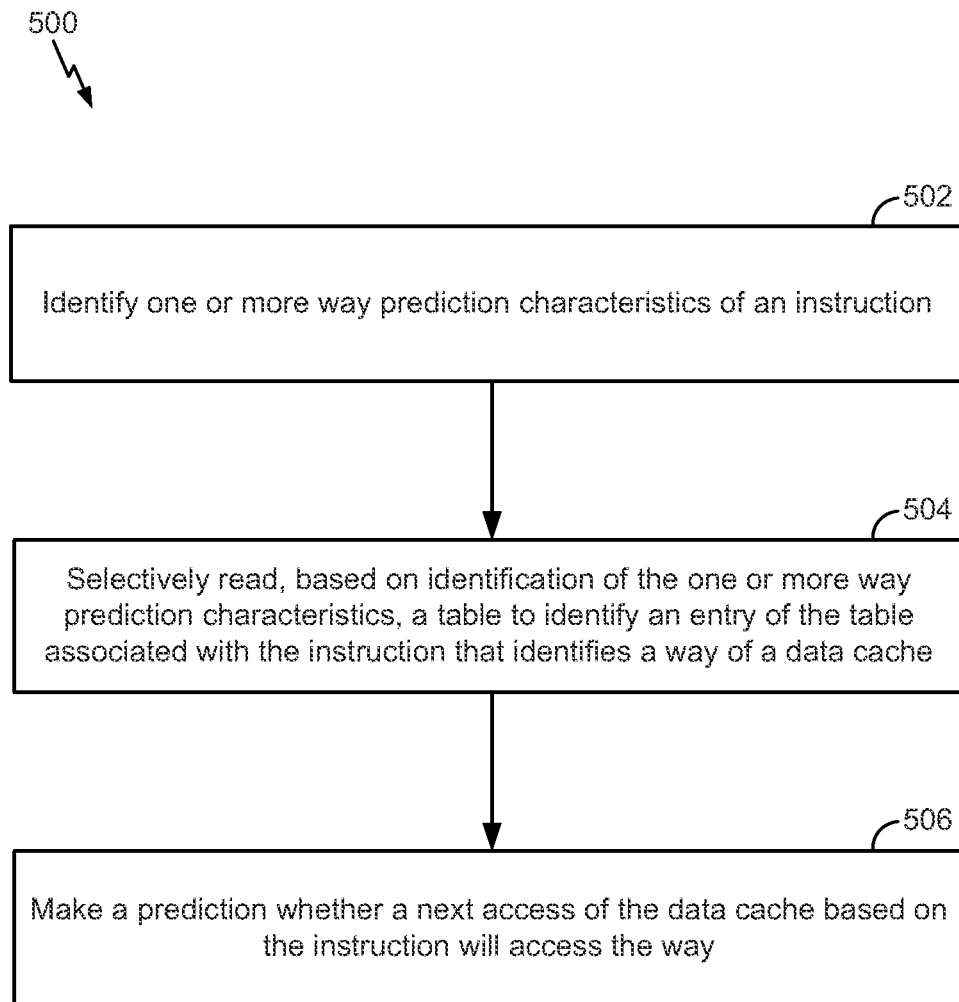 500
502
Identify one or more way prediction characteristics of an instruction
504
Selectively read, based on identification of the one or more way
prediction characteristics, a table to identify an entry of the table
associated with the instruction that identifies a way of a data cache
506
Make a prediction whether a next access of the data cache based on
the instruction will access the way